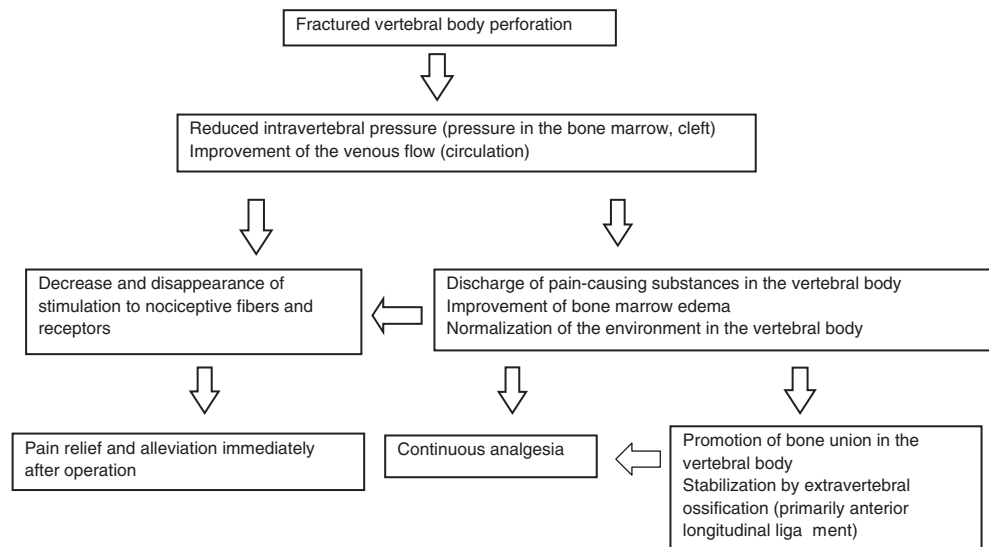 Fractured vertebral body perforation
Reduced intravertebral pressure (pressure in the bone marrow, cleft)
Improvement of the venous flow (circulation)
Decrease and disappearance of
stimulation to nociceptive fibers and
receptors
Discharge of pain-causing substances in the vertebral body
Improvement of bone marrow edema
Normalization of the environment in the vertebral body
Pain relief and alleviation immediately
after operation
Continuous analgesia
Promotion of bone union in the
vertebral body
Stabilization by extravertebral
ossification (primarily anterior
longitudinal liga ment)